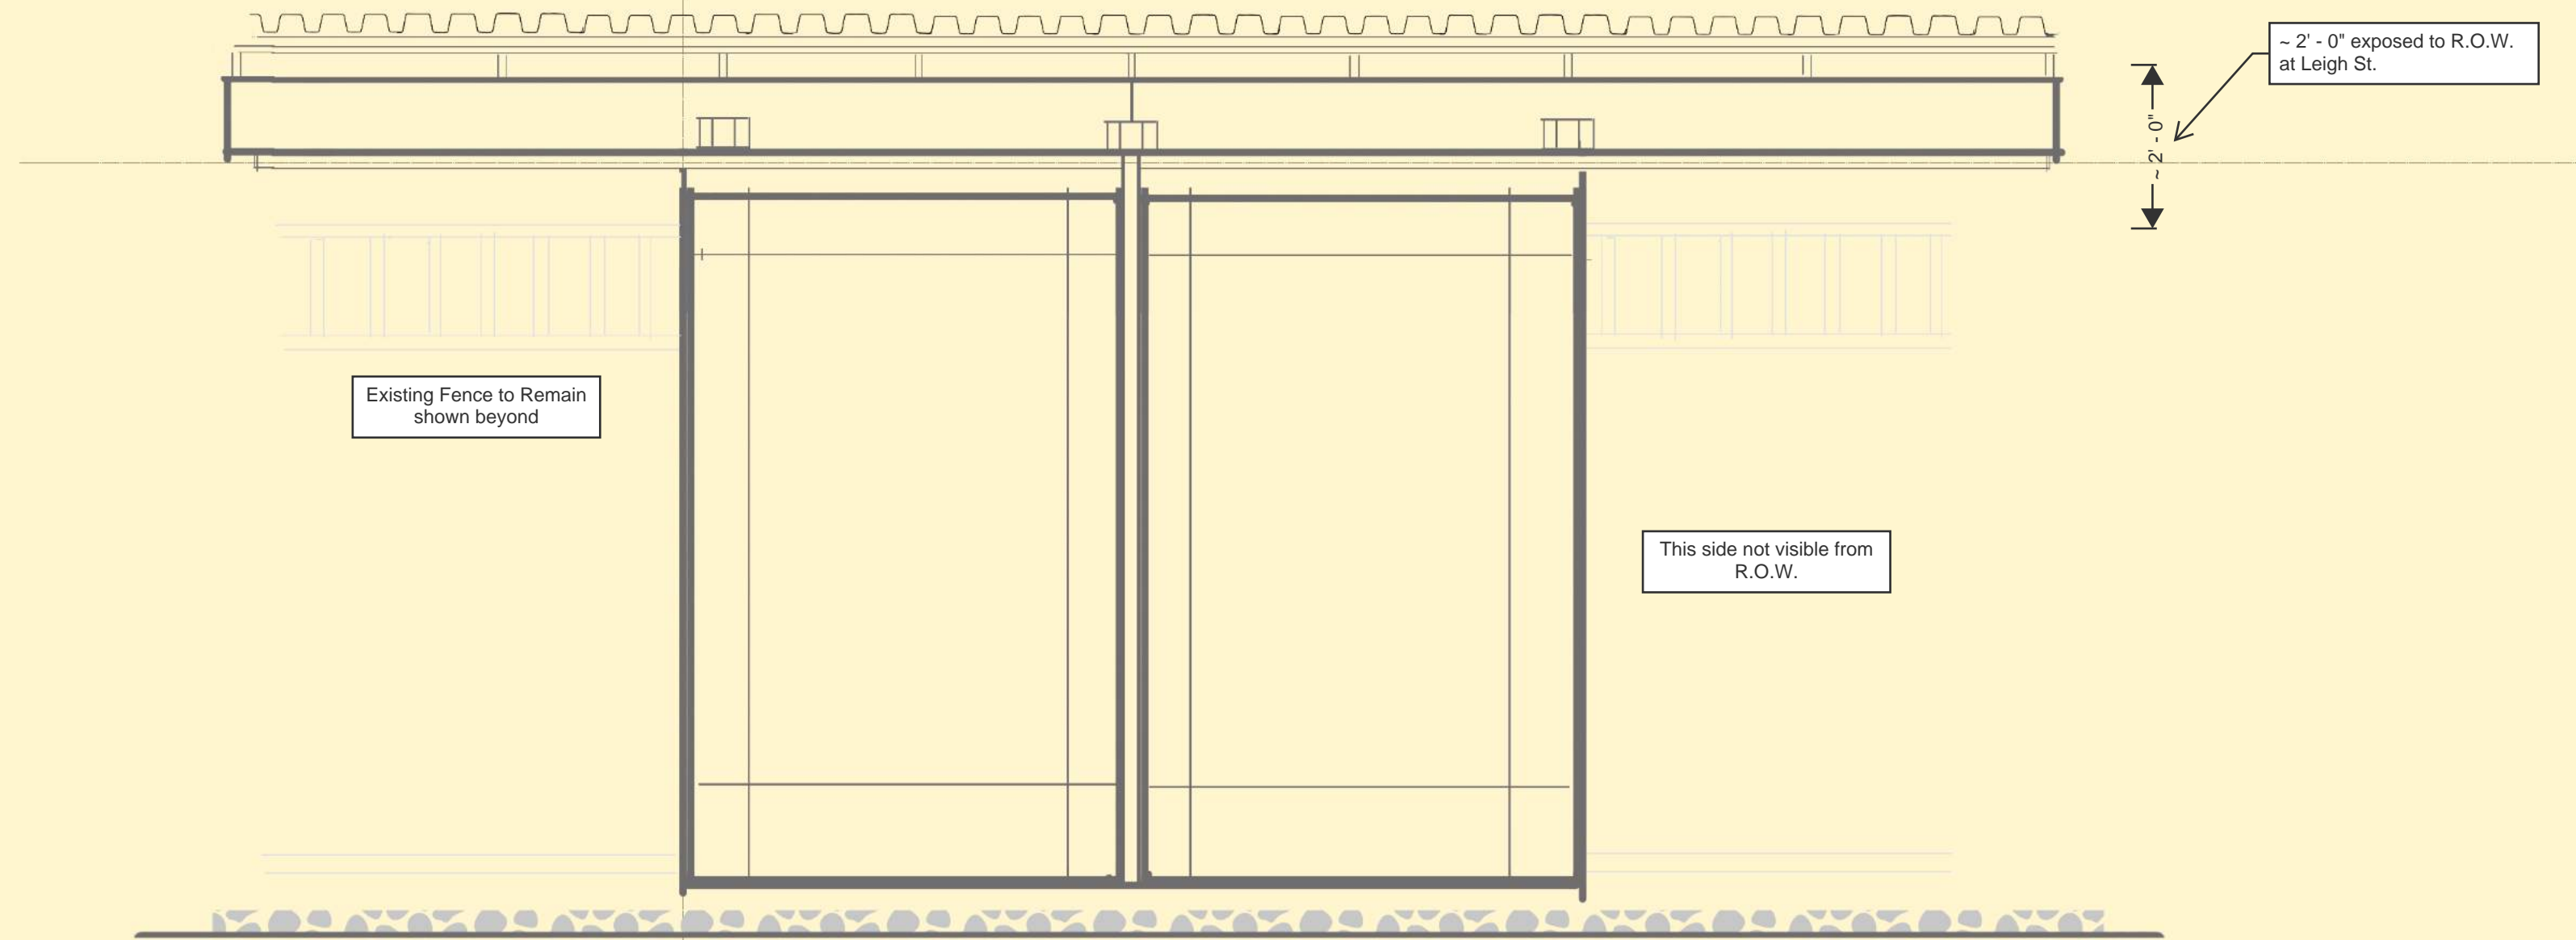 ~ 2' - 0" exposed to R.O.W.
at Leigh St.
~ 2' - 0"
Existing Fence to Remain
shown beyond
This side not visible from
R.O.W.